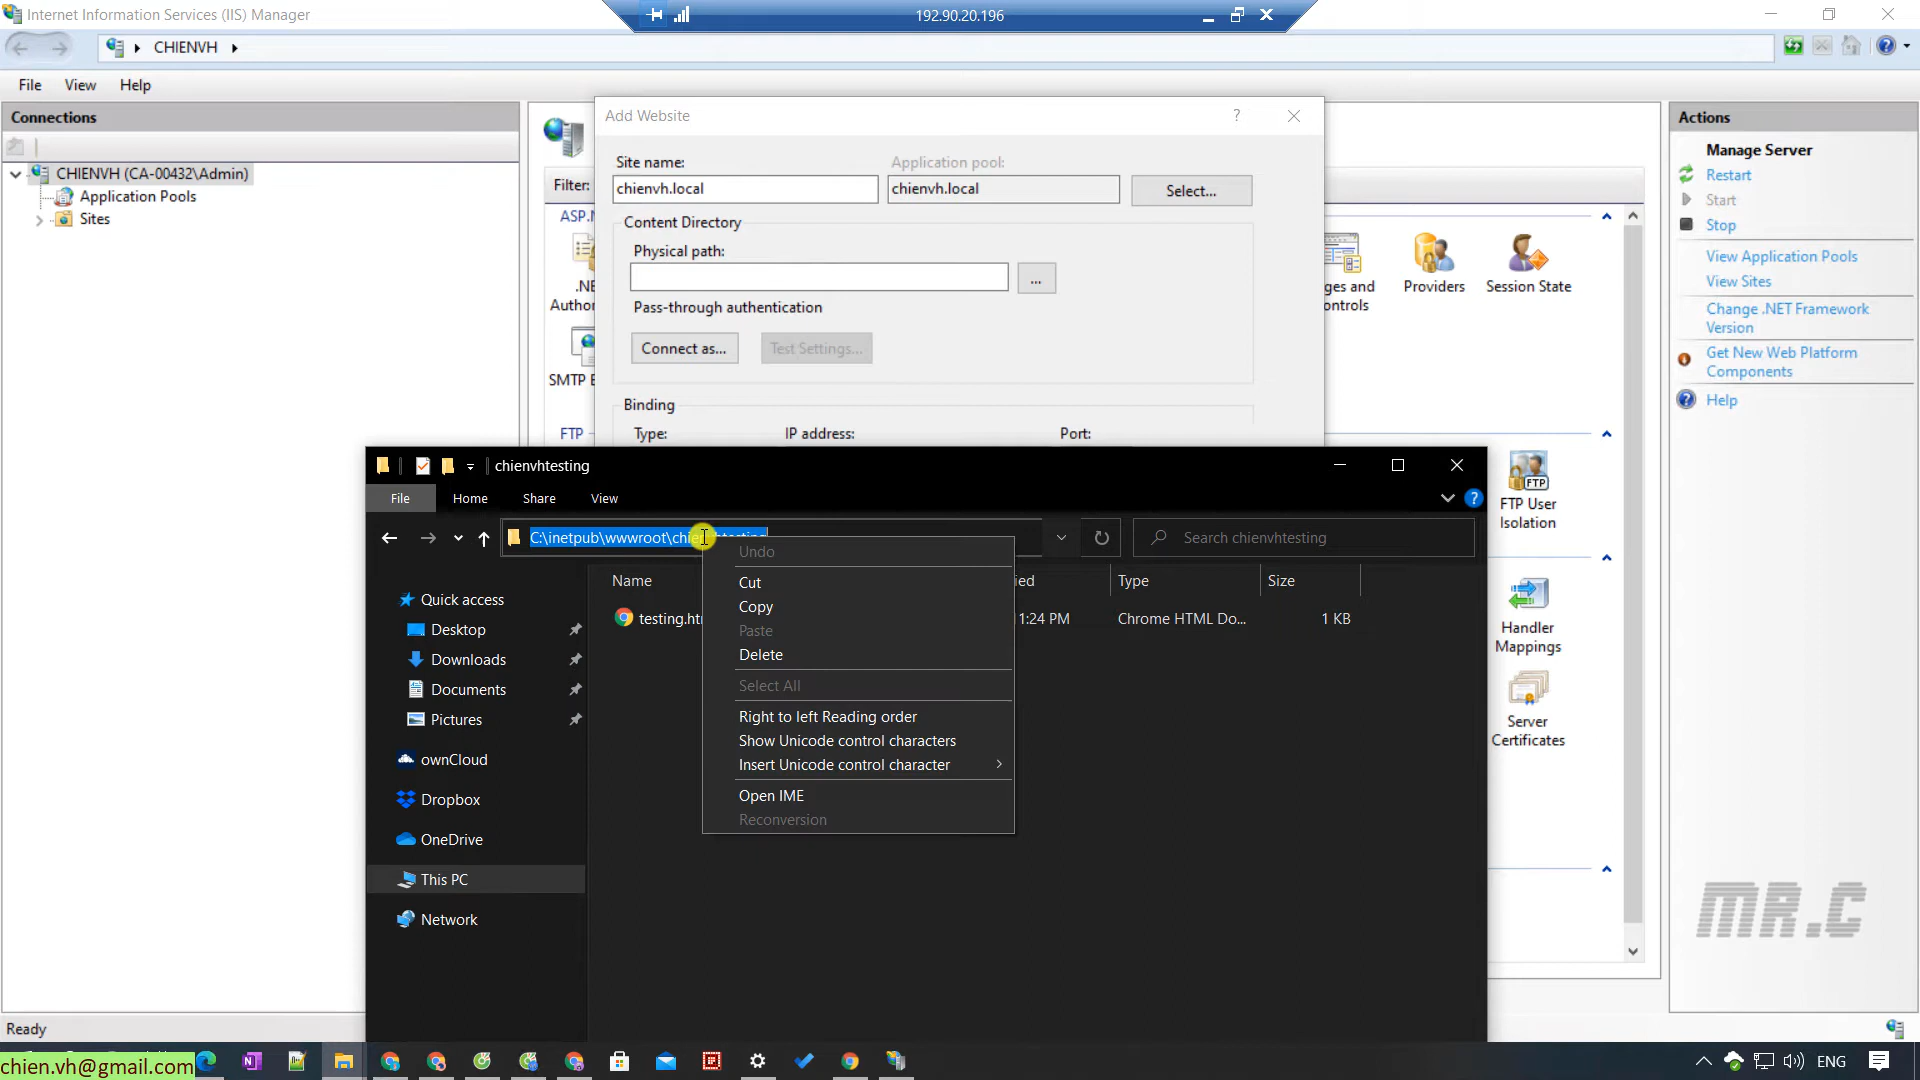 Internet Information Services (IIS) Manager
192.90.20.196
CHIENVH
File View Help
Connections
CHIENVH (CA-00432\Admin)
Application Pools
Sites
Filter:
ASP.
.NE
Author
SMTP E
FTP
Add Website
?
Site name:
Application pool:
chienvh.local
chienvh.local
Select...
Content Directory
Physical path:
...
Pass-through authentication
Connect as...
Test Settings...
Binding
Type:
IP address:
Port:
ges and
ontrols
Providers
Session State
FTP User
Isolation
Handler
Mappings
Server
Certificates
Actions
Manage Server
Restart
Start
Stop
View Application Pools
View Sites
Change .NET Framework
Version
Get New Web Platform
Components
Help
chienvhtesting
File Home Share View
C:\inetpub\wwwroot\chienvhtesting
Search chienvhtesting
Name
ied
Type
Size
testing.htm
1:24 PM
Chrome HTML Do...
1 KB
Quick access
Desktop
Downloads
Documents
Pictures
ownCloud
Dropbox
OneDrive
This PC
Network
Undo
Cut
Copy
Paste
Delete
Select All
Right to left Reading order
Show Unicode control characters
Insert Unicode control character
Open IME
Reconversion
MR.C
Ready
chien.vh@gmail.com
ENG